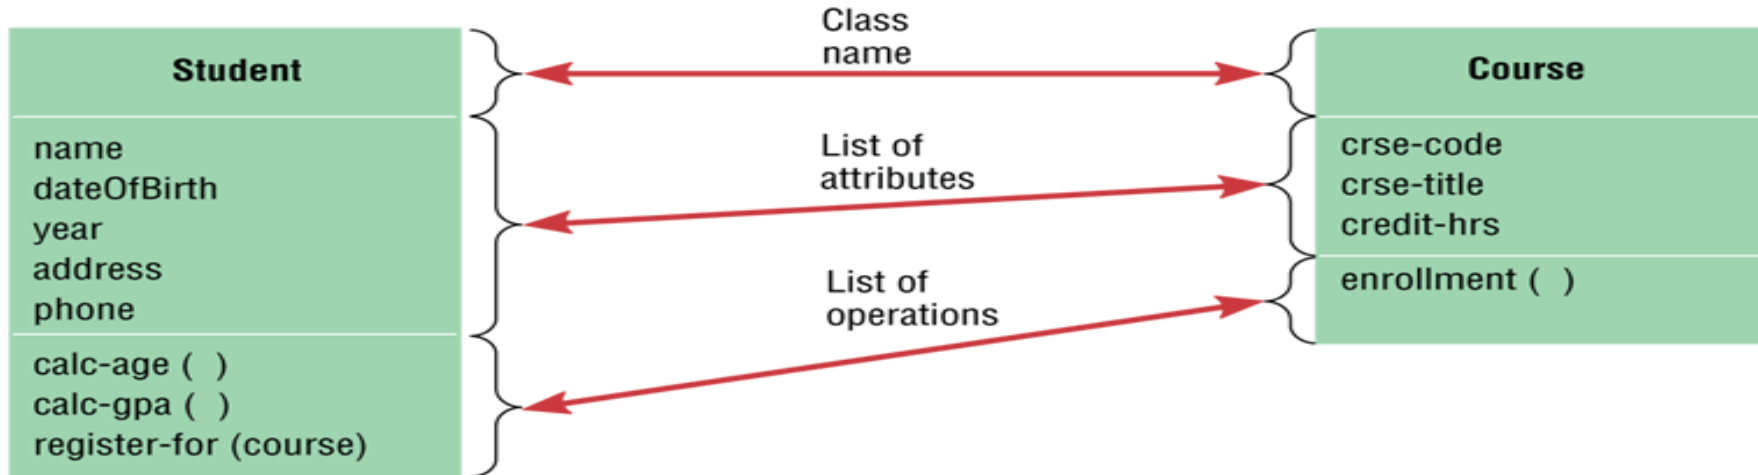 Student
name
dateOfBirth
year
address
phone
calc-age ( )
calc-gpa ( )
register-for (course)
Class
name
List of
attributes
List of
operations
Course
crse-code
crse-title
credit-hrs
enrollment ( )